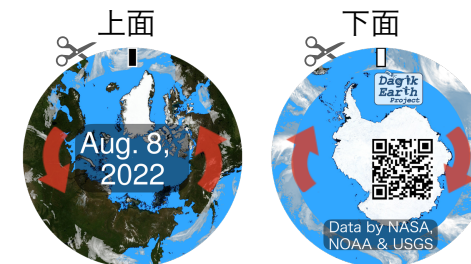 上面
下面
Aug. 8,
2022
Dagik
Earth
Project
Data by NASA,
NOAA & USGS